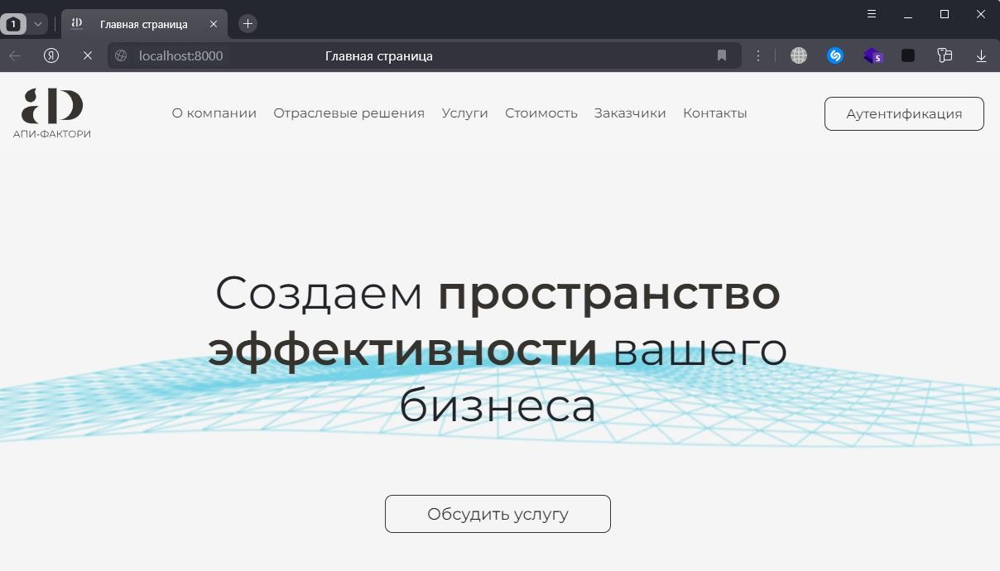 1
Главная страница
Я
localhost:8000
Главная страница
5
АПИ-ФАКТОРИ
О компании
Отраслевые решения
Услуги
Стоимость
Заказчики
Контакты
Аутентификация
Создаем пространство
эффективности вашего
бизнеса
Обсудить услугу